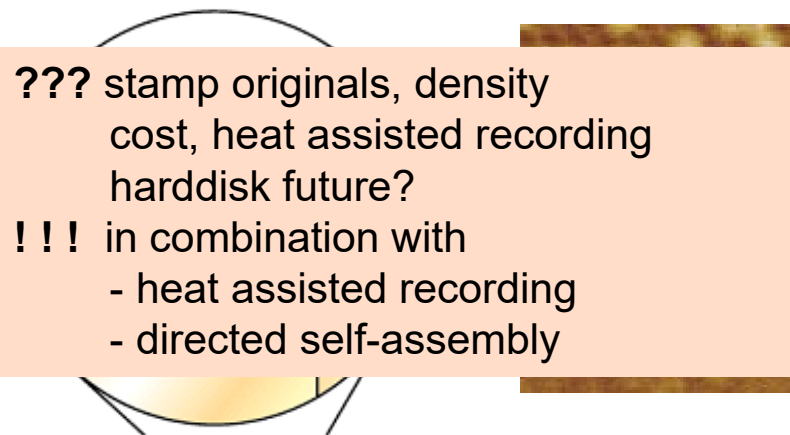 ??? stamp originals, density
cost, heat assisted recording
harddisk future?
! ! ! in combination with
- heat assisted recording
- directed self-assembly